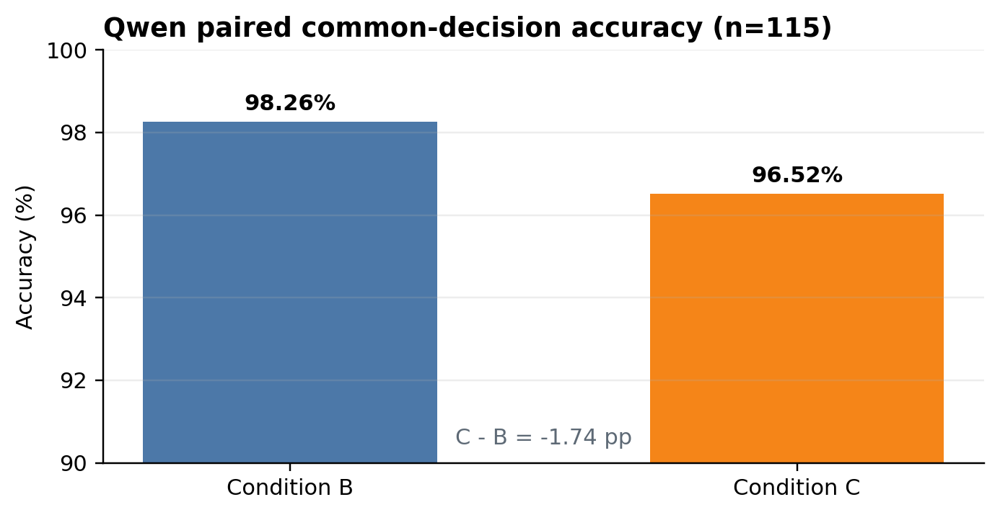 Qwen paired common-decision accuracy (n=115)
100
98
96
94
92
90
Accuracy (%)
98.26%
96.52%
C - B = -1.74 pp
Condition B
Condition C